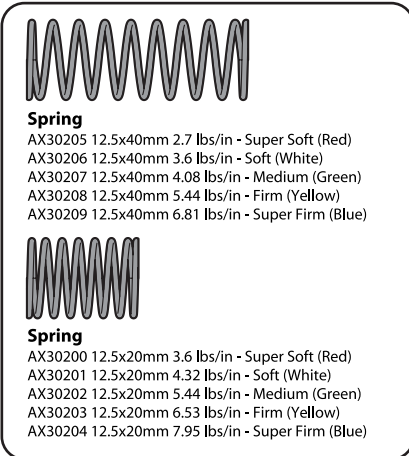 Spring
AX30205 12.5x40mm 2.7 lbs/in - Super Soft (Red)
AX30206 12.5x40mm 3.6 lbs/in - Soft (White)
AX30207 12.5x40mm 4.08 lbs/in - Medium (Green)
AX30208 12.5x40mm 5.44 lbs/in - Firm (Yellow)
AX30209 12.5x40mm 6.81 lbs/in - Super Firm (Blue)
Spring
AX30200 12.5x20mm 3.6 lbs/in - Super Soft (Red)
AX30201 12.5x20mm 4.32 lbs/in - Soft (White)
AX30202 12.5x20mm 5.44 lbs/in - Medium (Green)
AX30203 12.5x20mm 6.53 lbs/in - Firm (Yellow)
AX30204 12.5x20mm 7.95 lbs/in - Super Firm (Blue)